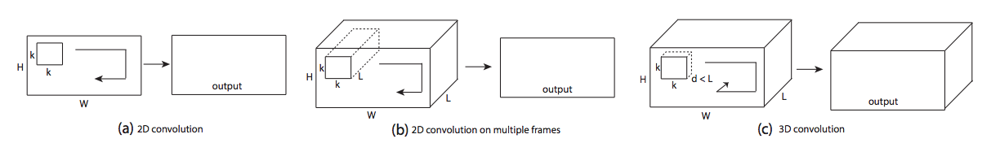 k
H
k
output
W
(a) 2D convolution
k
H
k
L
L
W
output
(b) 2D convolution on multiple frames
k
H
k
d < L
L
W
output
(c) 3D convolution